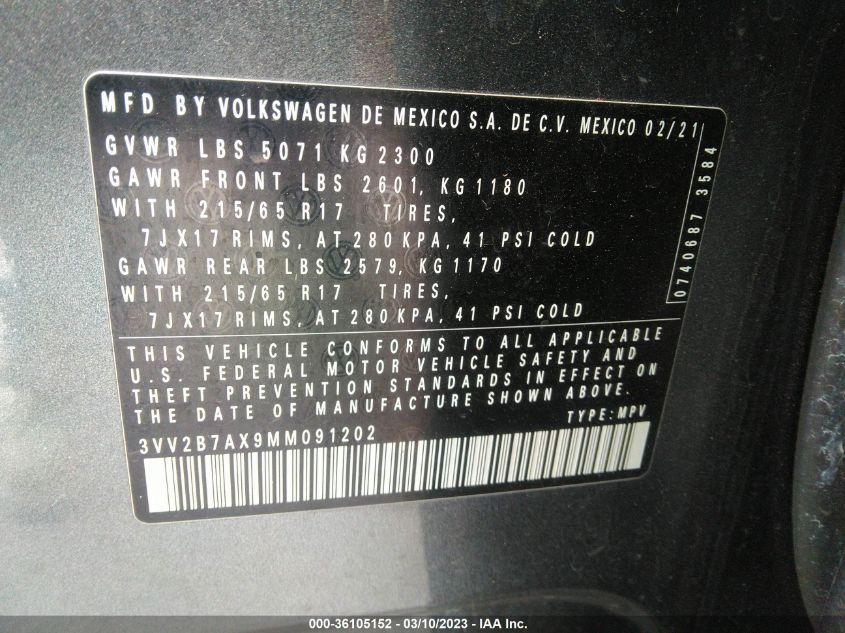 MFD BY VOLKSWAGEN DE MEXICO S.A. DE C.V. MEXICO 02/21
GVWR LBS 5071 KG 2300
GAWR FRONT LBS 2601, KG 1180
WITH 215/65 R17 TIRES,
7JX17 RIMS, AT 280 KPA, 41 PSI COLD
GAWR REAR LBS 2579, KG 1170
WITH 215/65 R17 TIRES,
7JX17 RIMS, AT 280 KPA, 41 PSI COLD
0740687 3584
THIS VEHICLE CONFORMS TO ALL APPLICABLE
U.S. FEDERAL MOTOR VEHICLE SAFETY AND
THEFT PREVENTION STANDARDS IN EFFECT ON
THE DATE OF MANUFACTURE SHOWN ABOVE.
TYPE: MPV
3VV2B7AX9MM091202
000-36105152 — 03/10/2023 — IAA Inc.